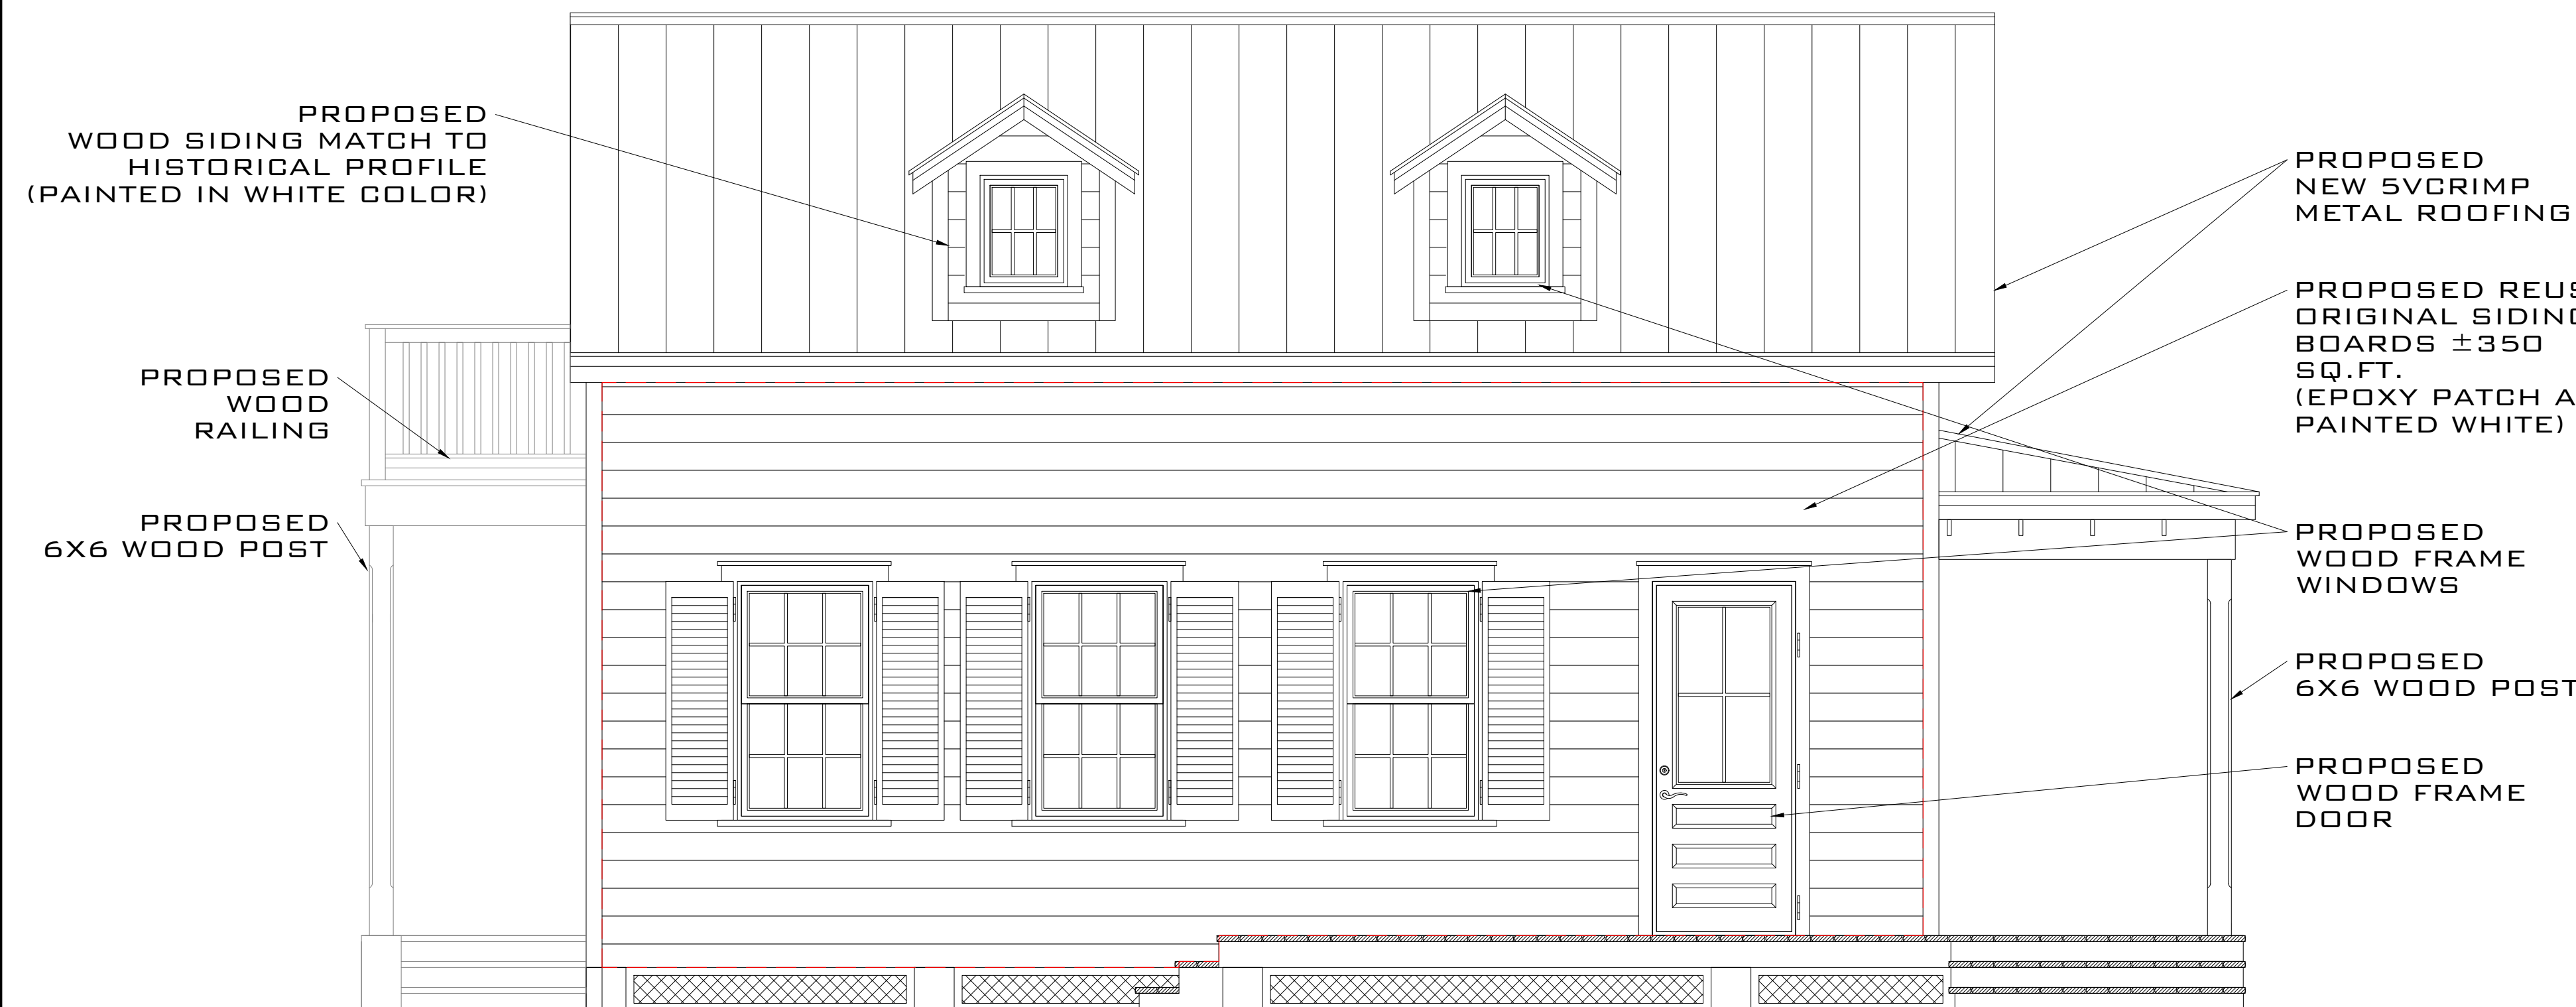 PROPOSED
WOOD SIDING MATCH TO
HISTORICAL PROFILE
(PAINTED IN WHITE COLOR)
PROPOSED
WOOD
RAILING
PROPOSED
6X6 WOOD POST
PROPOSED
NEW 5VCRIMP
METAL ROOFING
PROPOSED
ORIGINAL SIDING
BOARDS ±350
SQ.FT.
(EPOXY PATCH
PAINTED WHITE)
PROPOSED
WOOD FRAME
WINDOWS
PROPOSED
6X6 WOOD POST
PROPOSED
WOOD FRAME
DOOR